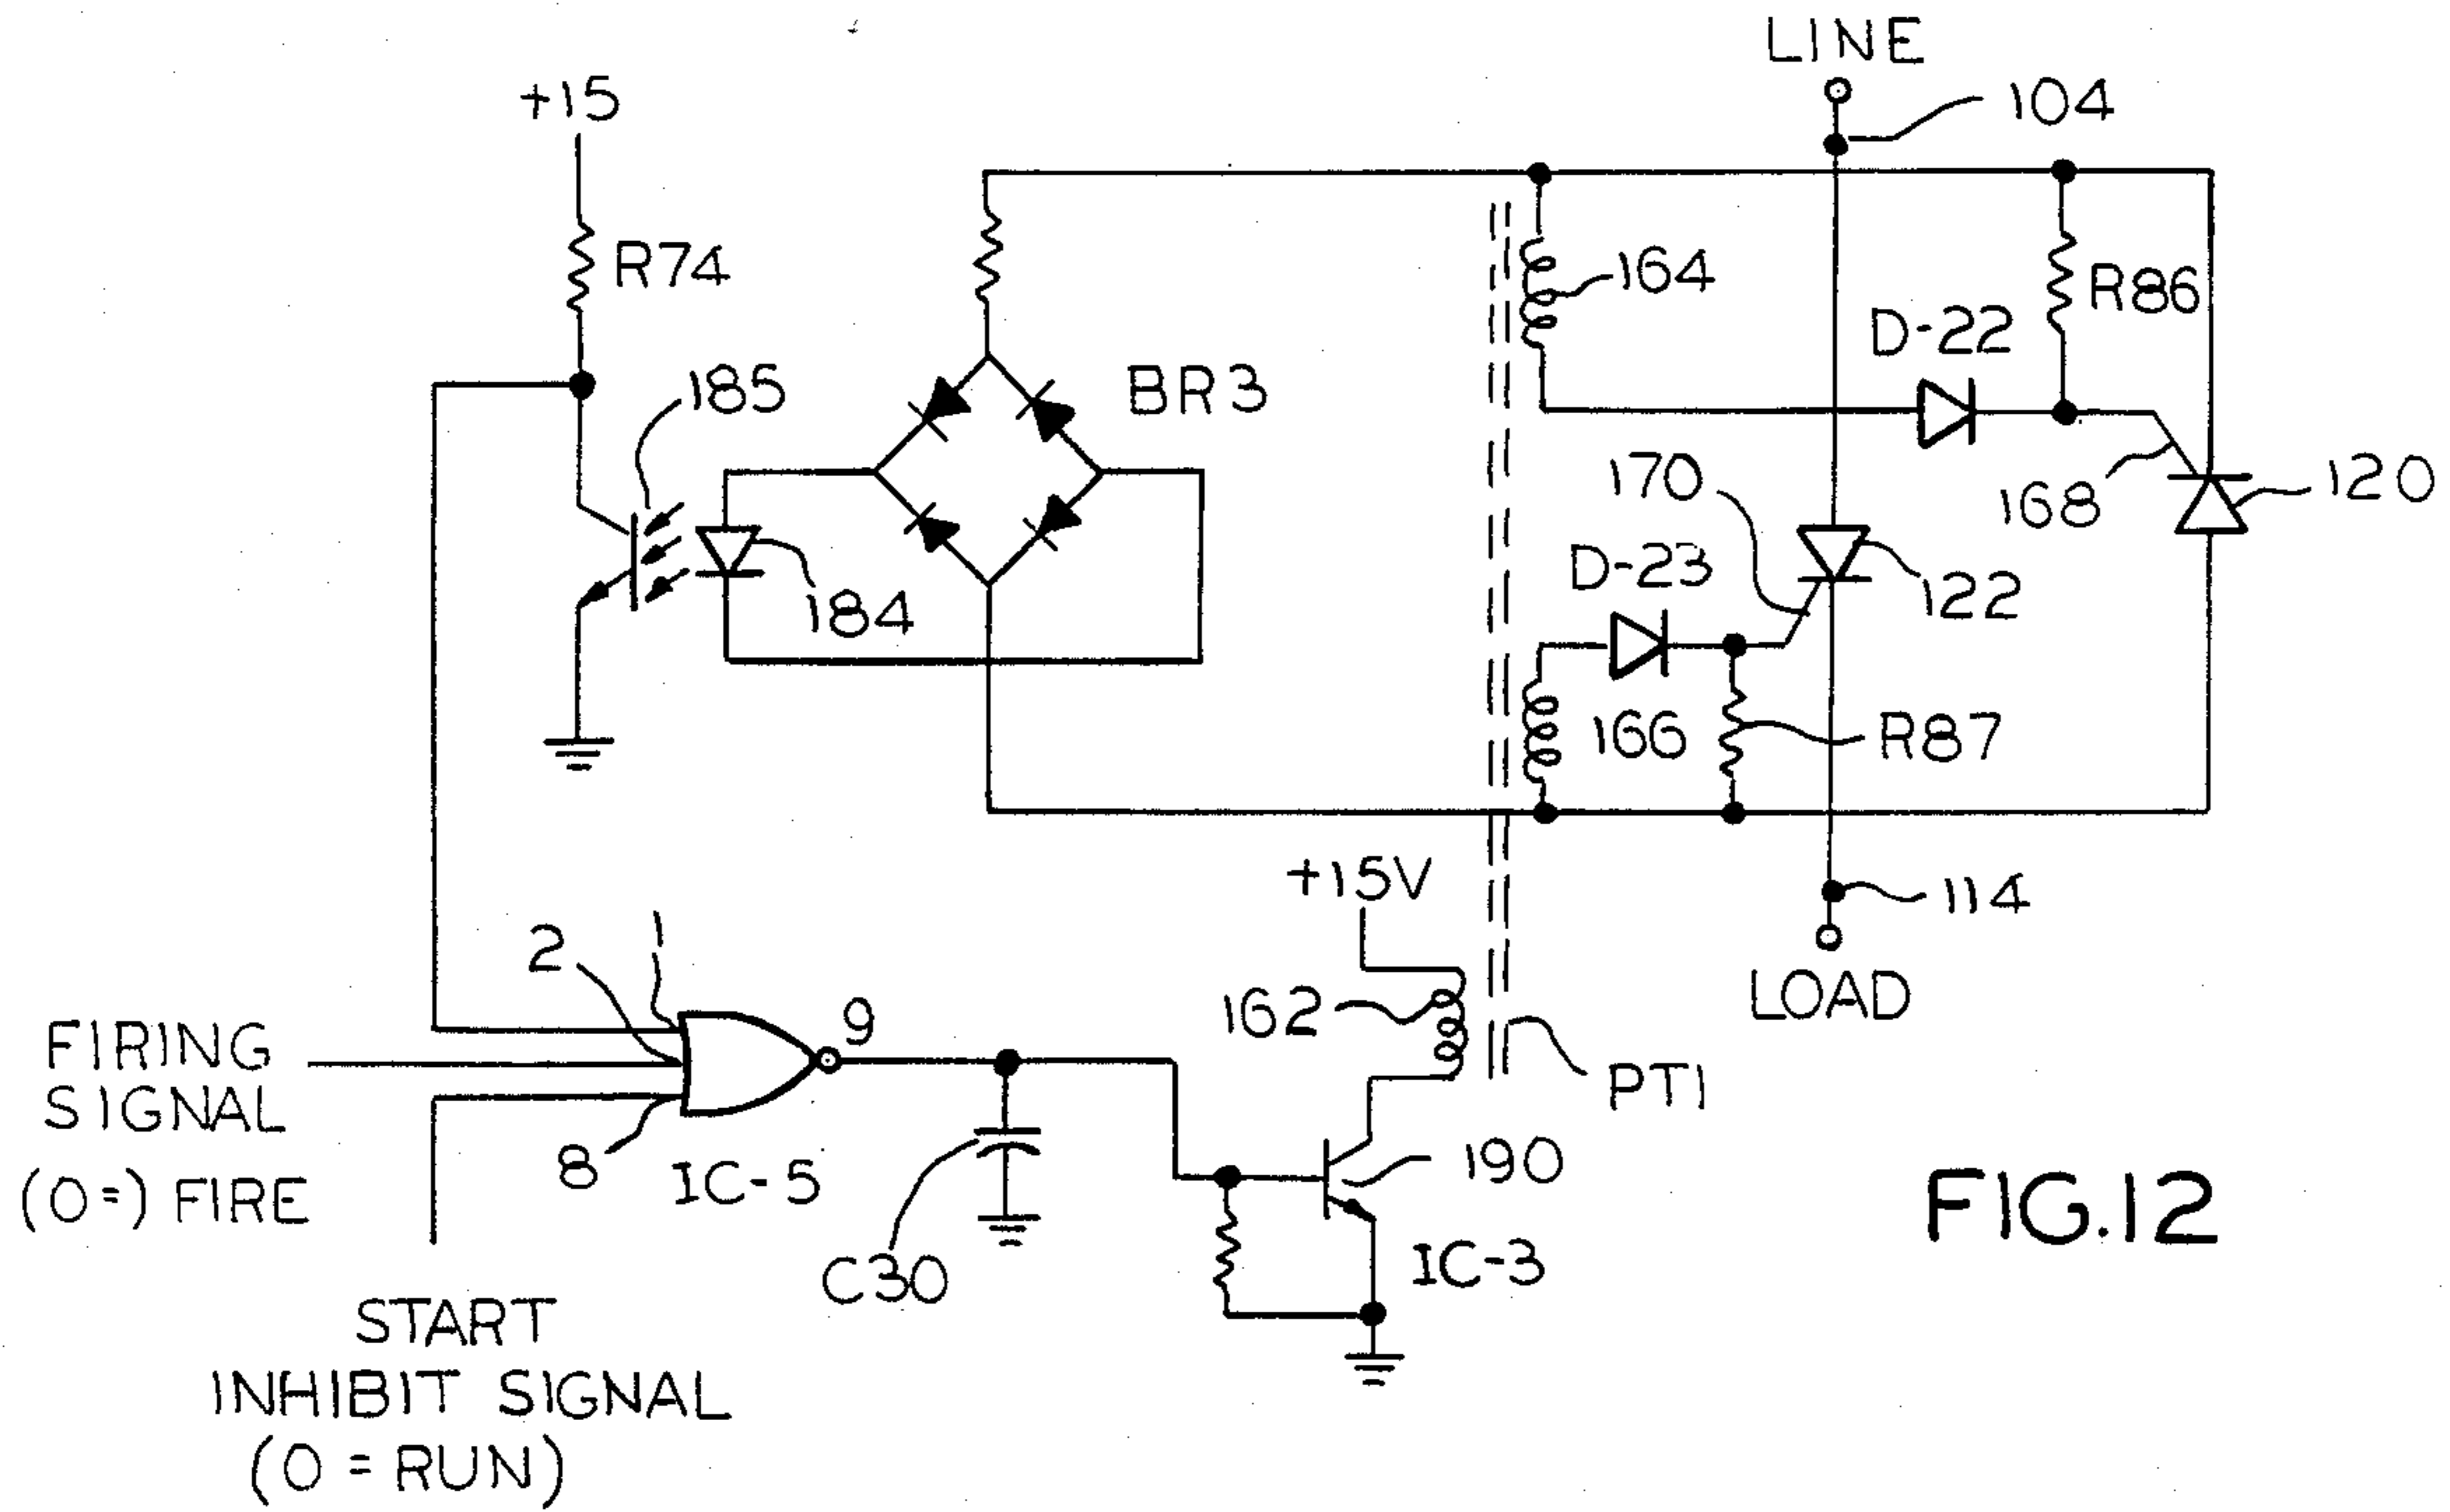 LINE
104
+15
R74
185
BR3
164
R86
D-22
170
168
120
D-23
122
184
166
R87
+15V
114
LOAD
162
PT1
2
1
9
FIRING
SIGNAL
(0=) FIRE
8
IC-5
C30
190
IC-3
START
INHIBIT SIGNAL
(0 = RUN)
FIG.12